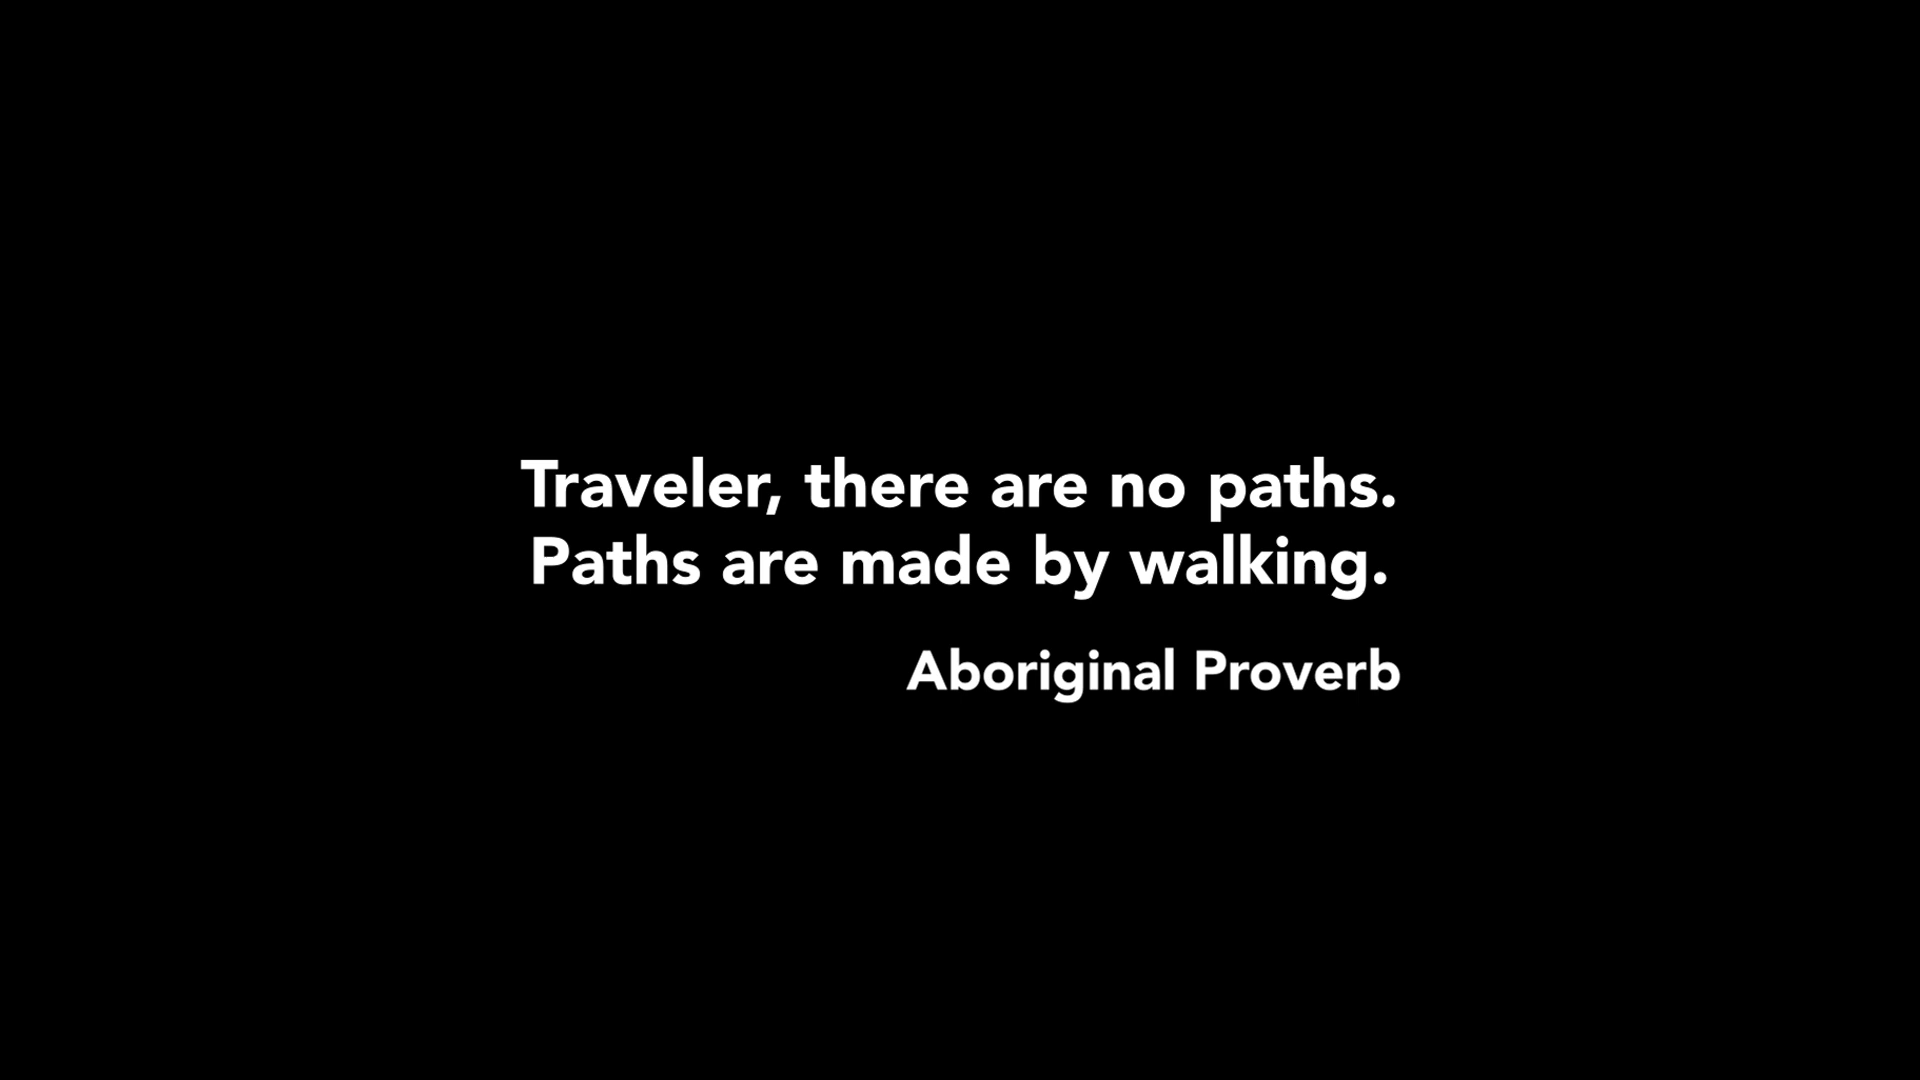 Traveler, there are no paths.
Paths are made by walking.
Aboriginal Proverb